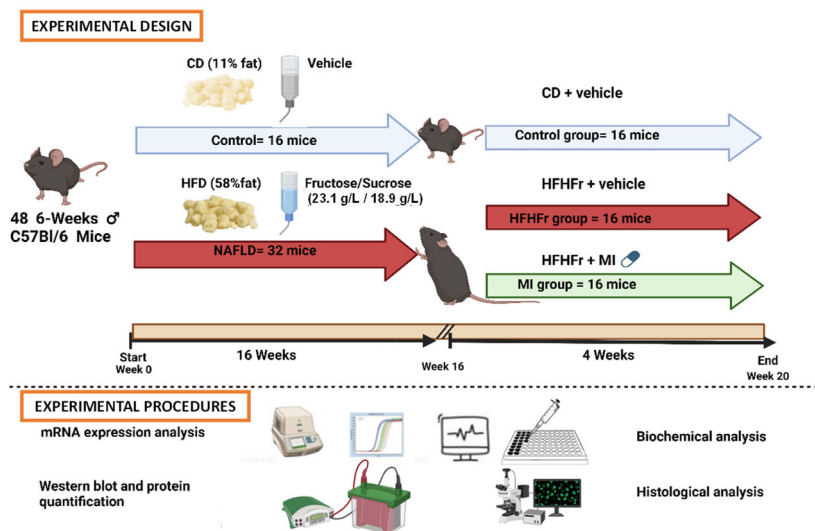 EXPERIMENTAL DESIGN
CD (11% fat)
Vehicle
CD + vehicle
Control= 16 mice
Control group= 16 mice
HFD (58%fat)
Fructose/Sucrose
(23.1 g/L / 18.9 g/L)
HFHFr + vehicle
48 6-Weeks ♂
C57Bl/6 Mice
HFHFr group = 16 mice
NAFLD= 32 mice
HFHFr + MI
MI group = 16 mice
Start
Week 0
16 Weeks
Week 16
4 Weeks
End
Week 20
EXPERIMENTAL PROCEDURES
mRNA expression analysis
Biochemical analysis
Western blot and protein
quantification
Histological analysis